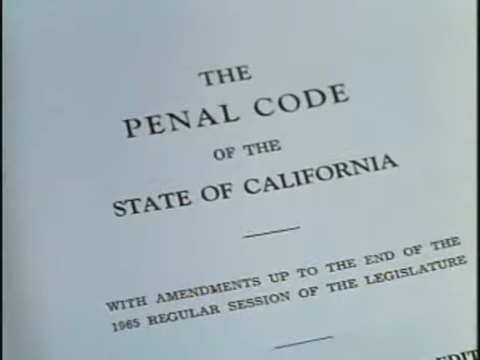 THE
PENAL CODE
OF THE
STATE OF CALIFORNIA
WITH AMENDMENTS UP TO THE END OF THE
1965 REGULAR SESSION OF THE LEGISLATURE
EDIT